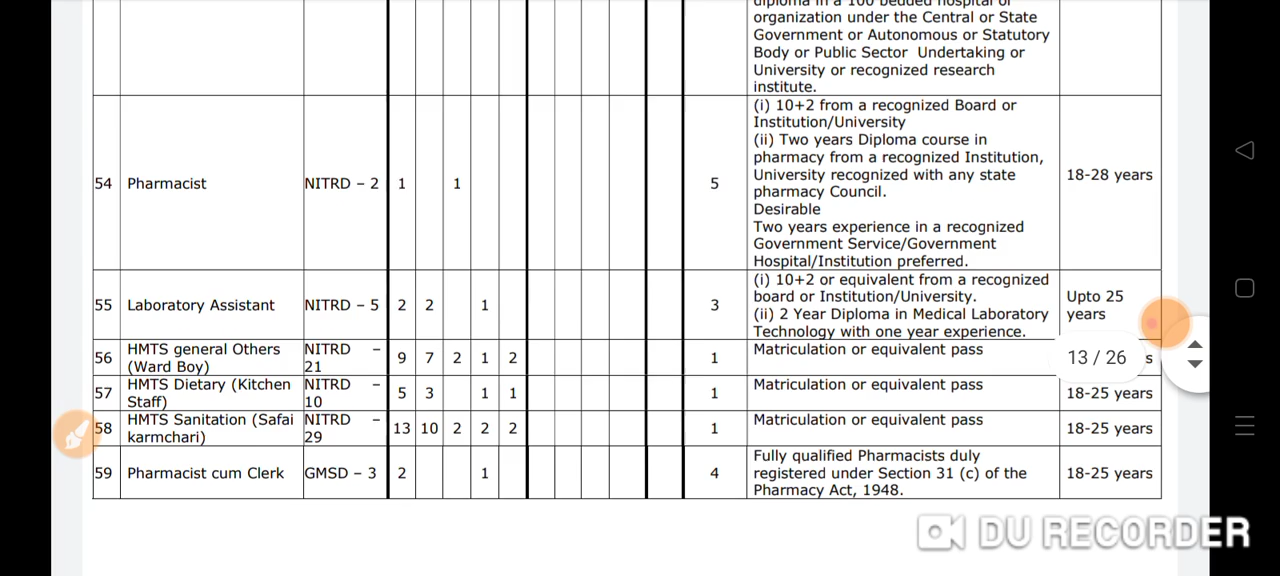 diploma in a 100 bedded hospital or
organization under the Central or State
Government or Autonomous or Statutory
Body or Public Sector Undertaking or
University or recognized research
institute.
54 Pharmacist NITRD – 2 1 1 5
(i) 10+2 from a recognized Board or
Institution/University
(ii) Two years Diploma course in
pharmacy from a recognized Institution,
University recognized with any state
pharmacy Council.
Desirable
Two years experience in a recognized
Government Service/Government
Hospital/Institution preferred.
18-28 years
55 Laboratory Assistant NITRD – 5 2 2 1 3
(i) 10+2 or equivalent from a recognized
board or Institution/University.
(ii) 2 Year Diploma in Medical Laboratory
Technology with one year experience.
Upto 25
years
56 HMTS general Others
(Ward Boy)
NITRD –
21
9 7 2 1 2 1 Matriculation or equivalent pass
s
13 / 26
57 HMTS Dietary (Kitchen
Staff)
NITRD –
10
5 3 1 1 1 Matriculation or equivalent pass 18-25 years
58 HMTS Sanitation (Safai
karmchari)
NITRD –
29
13 10 2 2 2 1 Matriculation or equivalent pass 18-25 years
59 Pharmacist cum Clerk GMSD – 3 2 1 4
Fully qualified Pharmacists duly
registered under Section 31 (c) of the
Pharmacy Act, 1948.
18-25 years
DU RECORDER